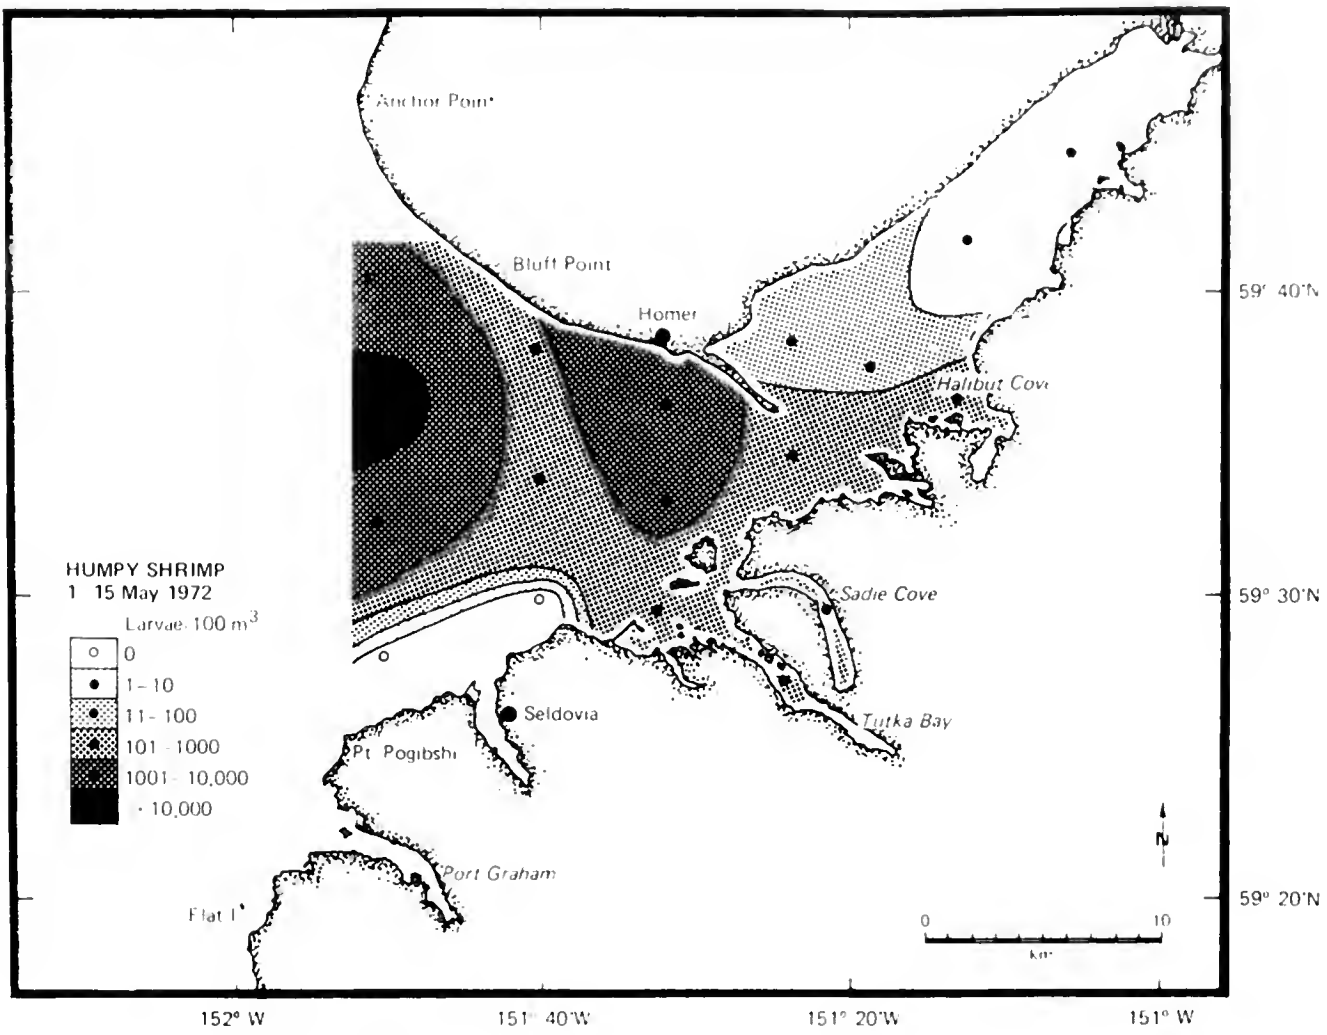 Anchor Point
Bluff Point
59° 40'N
Homer
Halibut Cove
HUMPY SHRIMP
1 15 May 1972
Larvae 100 m³
0
1-10
11-100
101 1000
1001-10,000
10,000
59° 30'N
Sadie Cove
Seldovia
Tutka Bay
Pt. Pogibshi
Port Graham
Flat I
N
59° 20'N
0 10
km
152° W 151° 40'W 151° 20'W 151° W